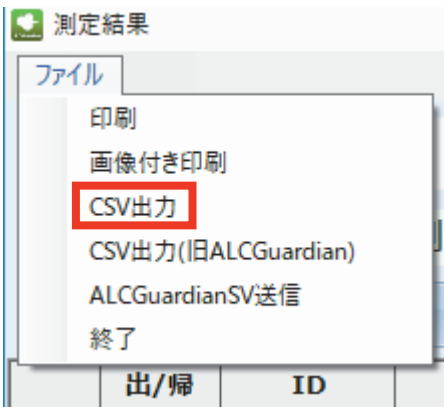 測定結果
ファイル
印刷
画像付き印刷
CSV出力
CSV出力(旧ALCGuardian)
ALCGuardianSV送信
終了
出/帰 ID